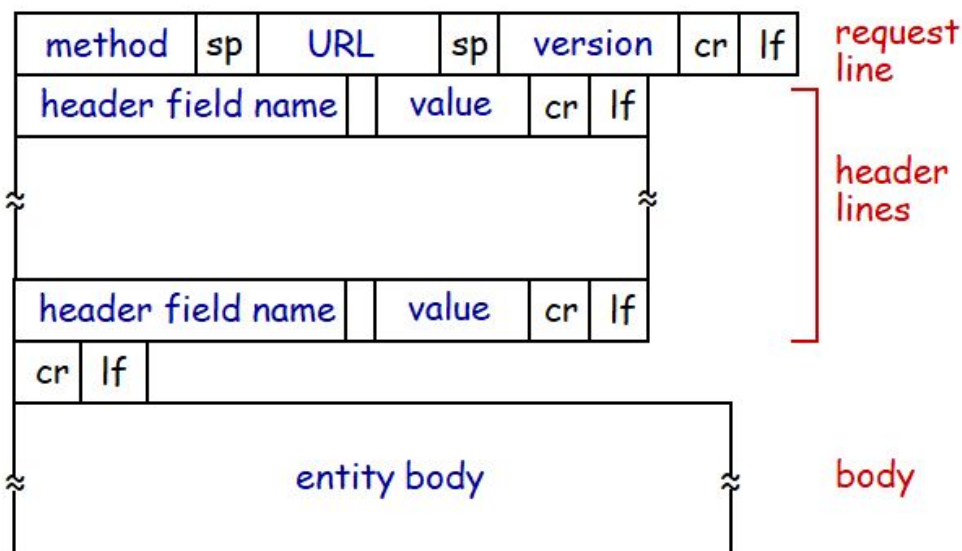 method sp URL sp version cr lf request line
header field name value cr lf
header lines
header field name value cr lf
cr lf
entity body body